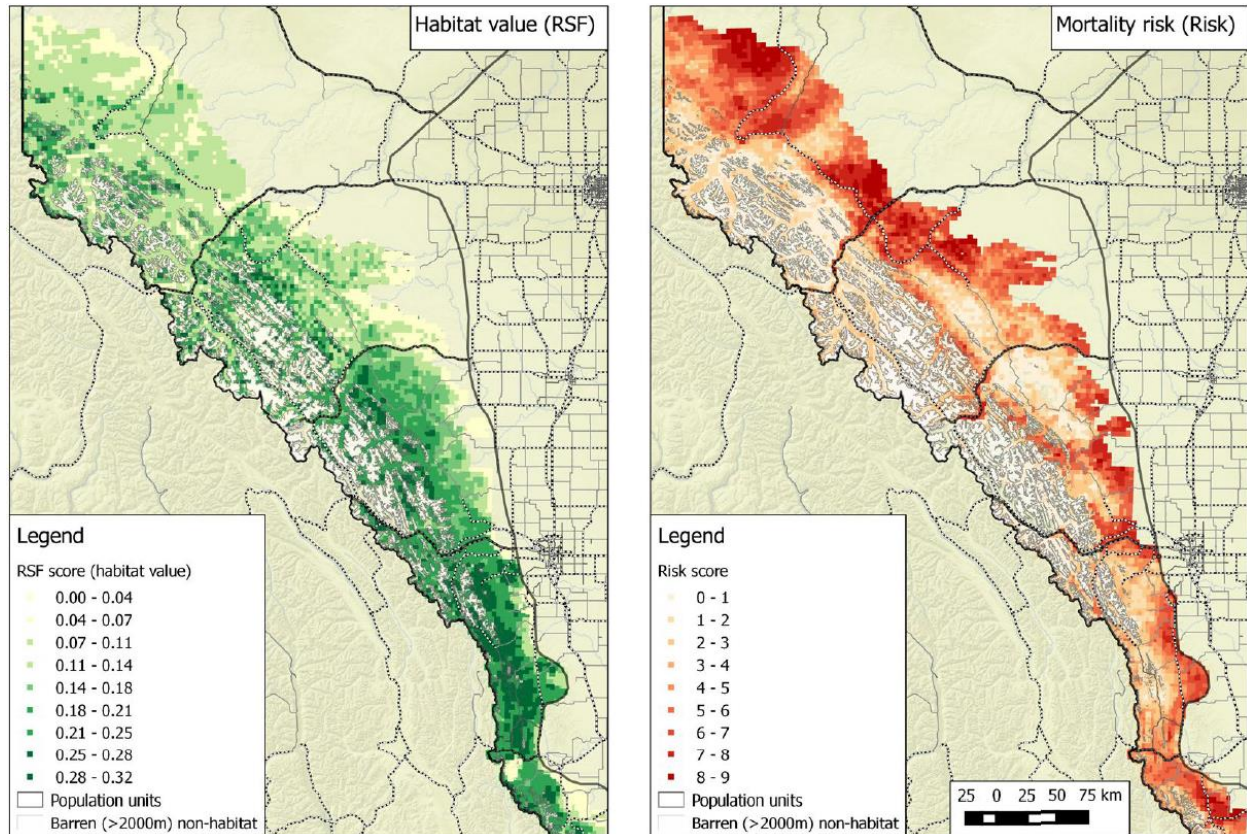 Habitat value (RSF)
Legend
RSF score (habitat value)
0.00 - 0.04
0.04 - 0.07
0.07 - 0.11
0.11 - 0.14
0.14 - 0.18
0.18 - 0.21
0.21 - 0.25
0.25 - 0.28
0.28 - 0.32
Population units
Barren (>2000m) non-habitat
Mortality risk (Risk)
Legend
Risk score
0 - 1
1 - 2
2 - 3
3 - 4
4 - 5
5 - 6
6 - 7
7 - 8
8 - 9
Population units
Barren (>2000m) non-habitat
25 0 25 50 75 km